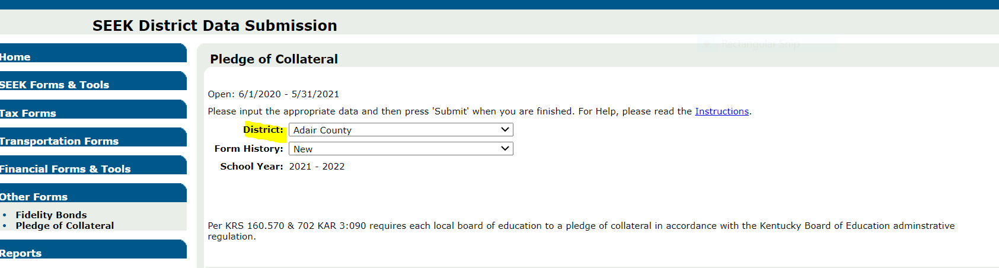 SEEK District Data Submission
Rectangular Snip
Home
SEEK Forms & Tools
Tax Forms
Transportation Forms
Financial Forms & Tools
Other Forms
• Fidelity Bonds
• Pledge of Collateral
Reports
Pledge of Collateral
Open: 6/1/2020 - 5/31/2021
Please input the appropriate data and then press 'Submit' when you are finished. For Help, please read the Instructions.
District: Adair County
Form History: New
School Year: 2021 - 2022
Per KRS 160.570 & 702 KAR 3:090 requires each local board of education to a pledge of collateral in accordance with the Kentucky Board of Education adminstrative
regulation.